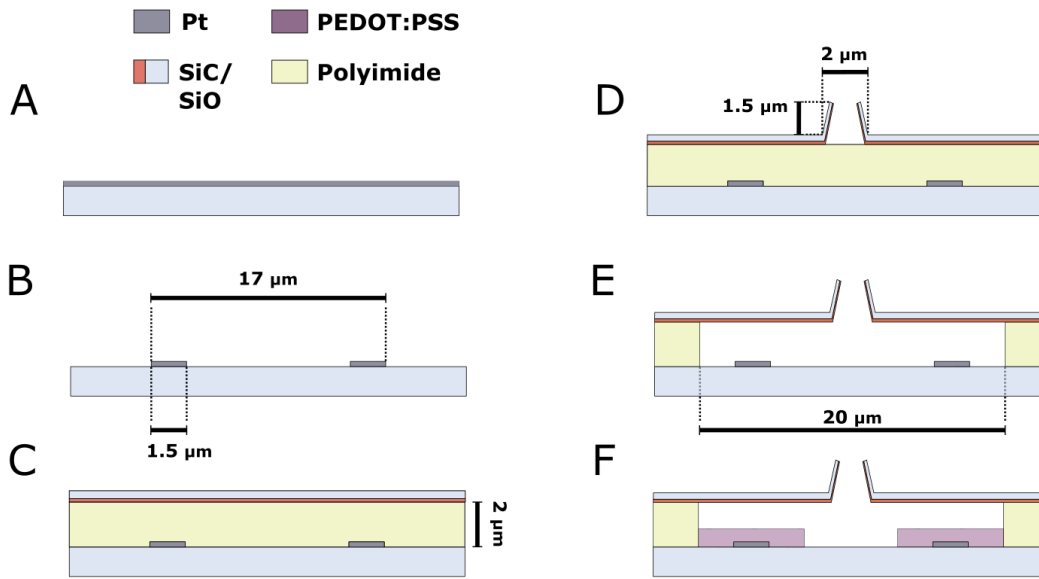 Pt
PEDOT:PSS
SiC/
SiO
Polyimide
A
B
17 µm
1.5 µm
C
2 µm
D
2 µm
1.5 µm
E
20 µm
F